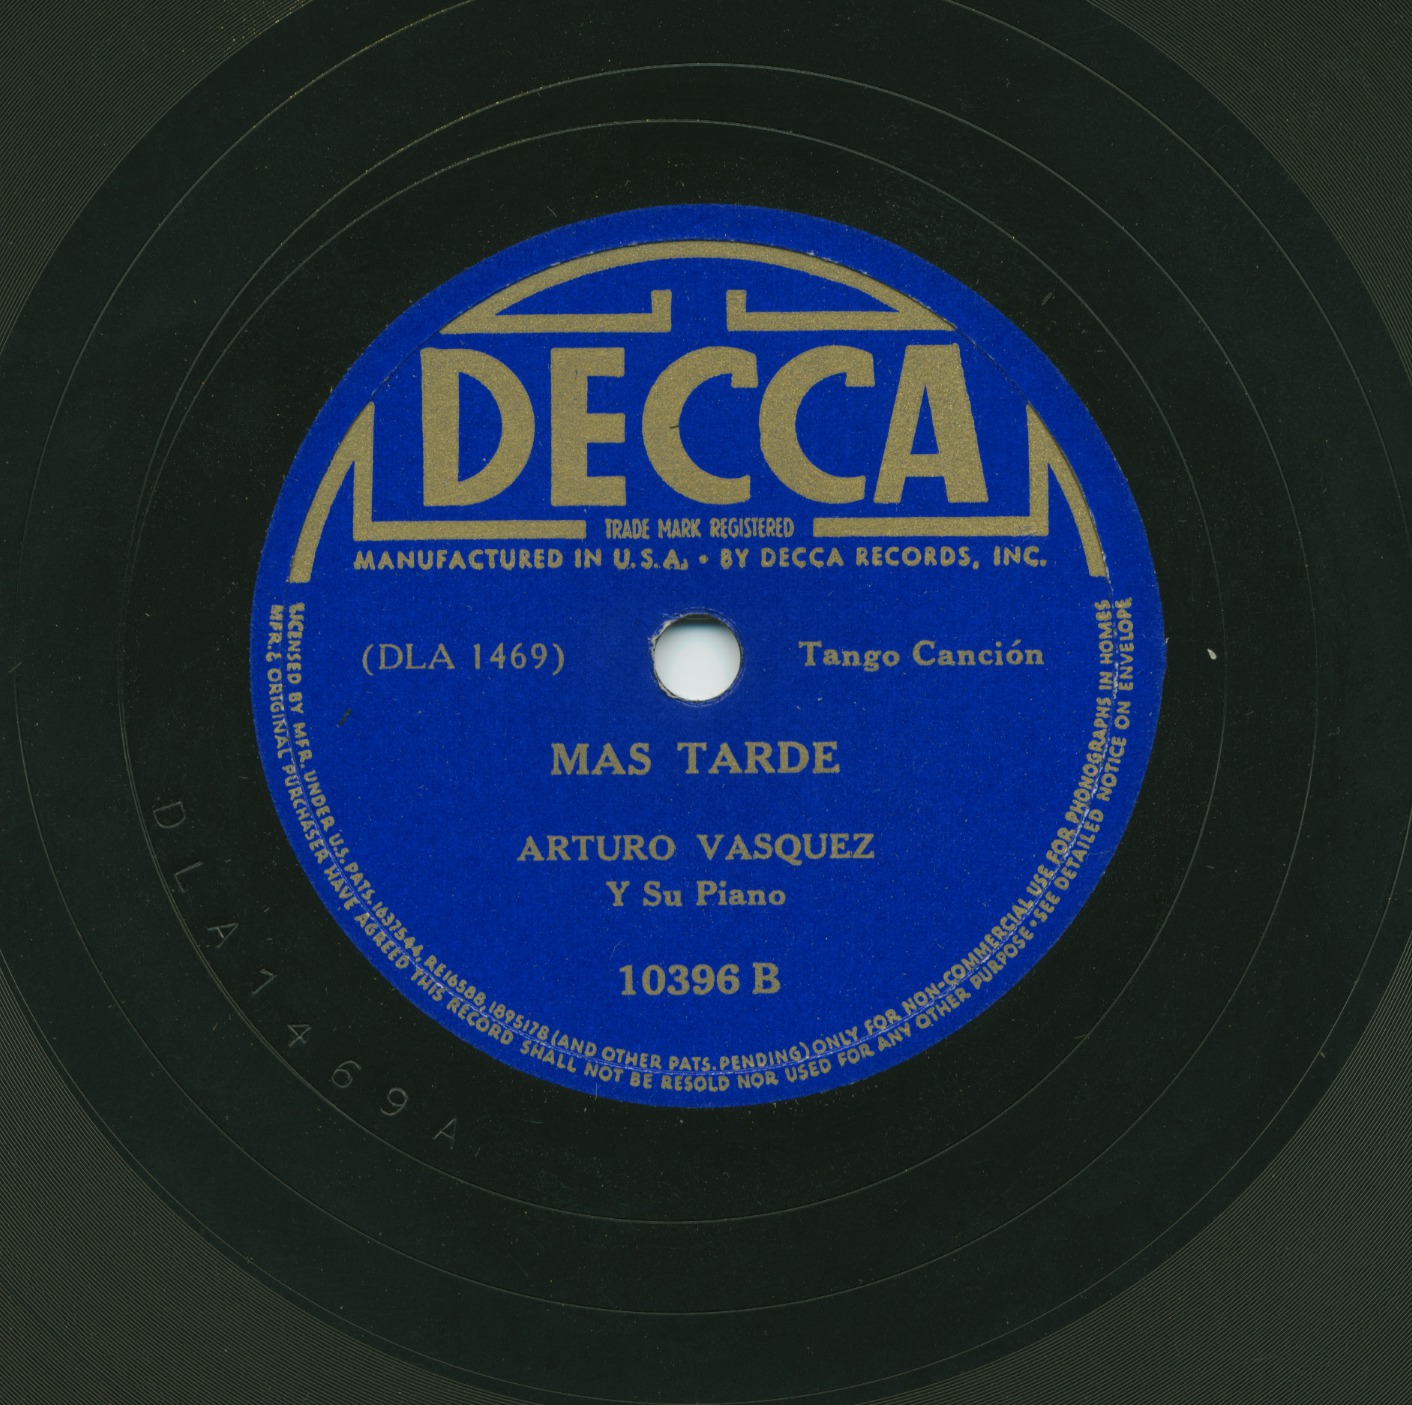 DECCA
TRADE MARK REGISTERED
MANUFACTURED IN U.S.A. • BY DECCA RECORDS, INC.
(DLA 1469)
Tango Canción
MAS TARDE
ARTURO VASQUEZ
Y Su Piano
10396 B
LICENSED BY MFR. UNDER U.S. PATS. 1637544, RE16588, 1895178 (AND OTHER PATS. PENDING) ONLY FOR NON-COMMERCIAL USE FOR PHONOGRAPHS IN HOMES
MFR. & ORIGINAL PURCHASER HAVE AGREED THIS RECORD SHALL NOT BE RESOLD NOR USED FOR ANY OTHER PURPOSE • SEE DETAILED NOTICE ON ENVELOPE
DLA1469A